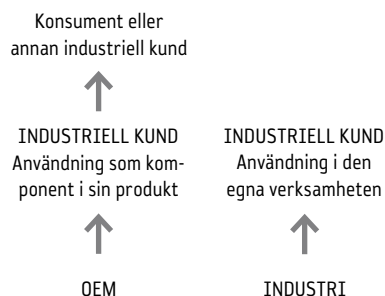 Konsument eller
annan industriell kund
INDUSTRIELL KUND
Användning som kom-
ponent i sin produkt
OEM
INDUSTRIELL KUND
Användning i den
egna verksamheten
INDUSTRI